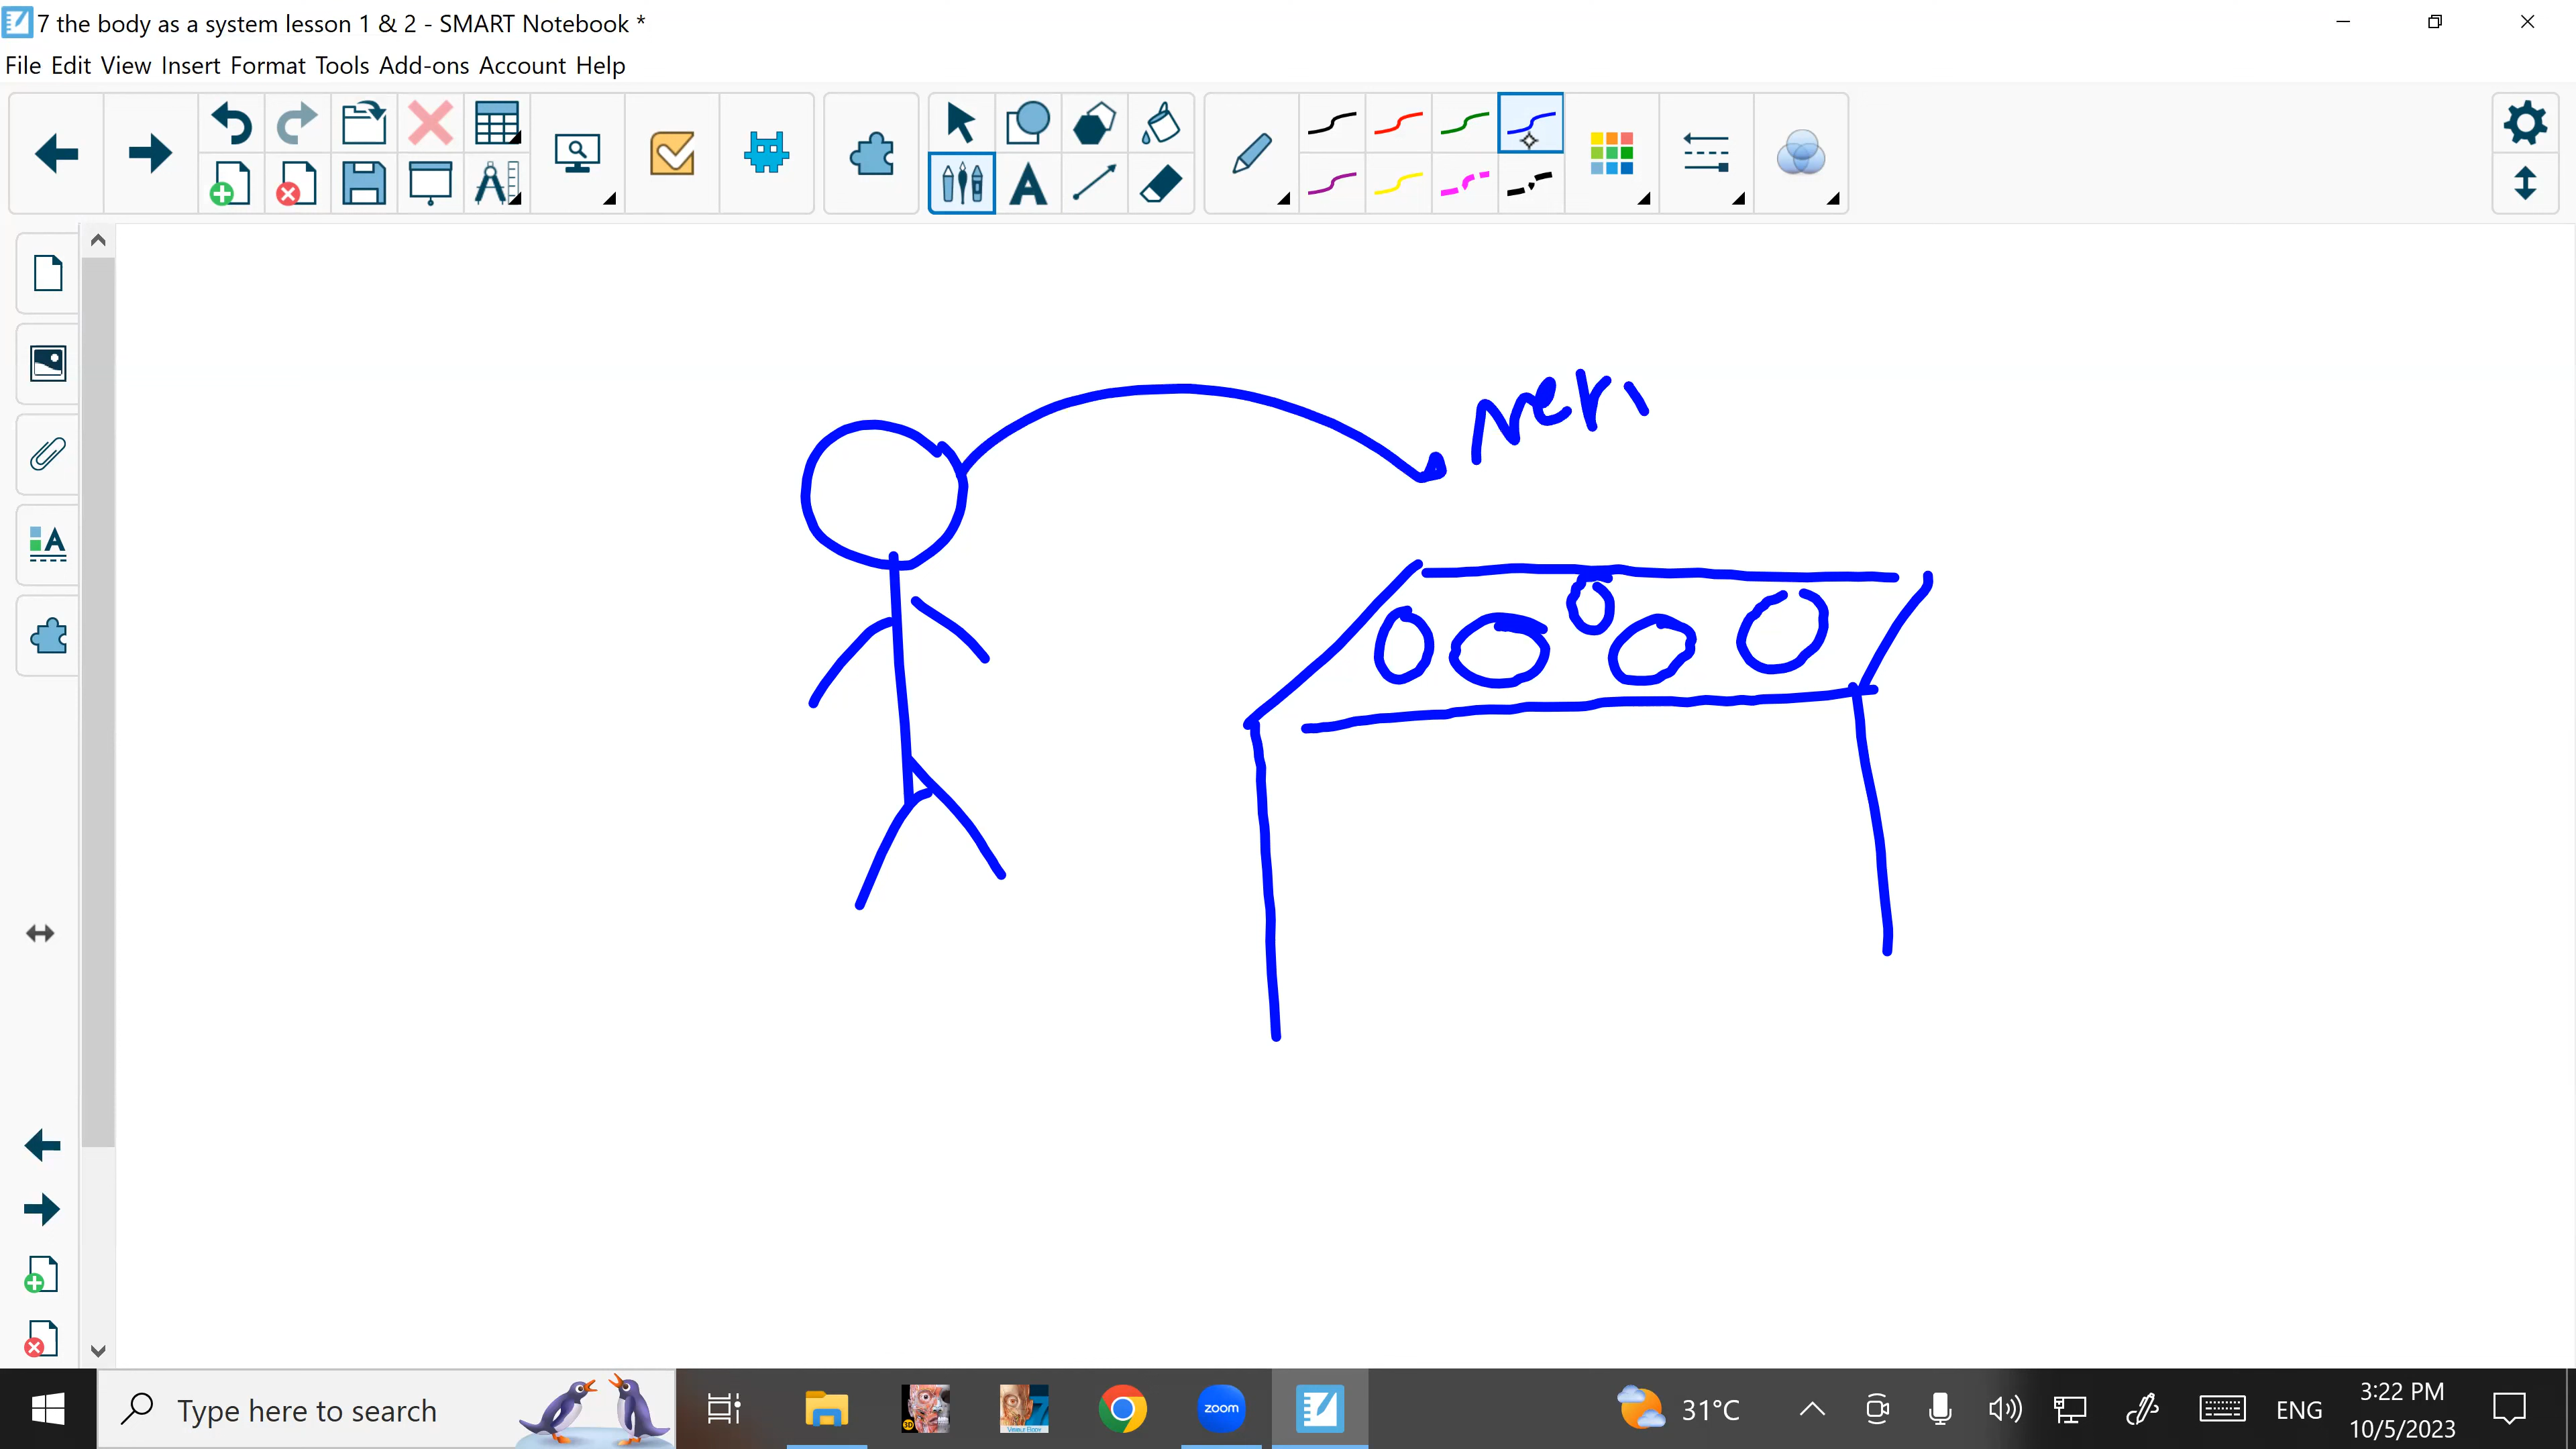 7 the body as a system lesson 1 & 2 - SMART Notebook *
File Edit View Insert Format Tools Add-ons Account Help
Type here to search
zoom
31°C
ENG
3:22 PM
10/5/2023